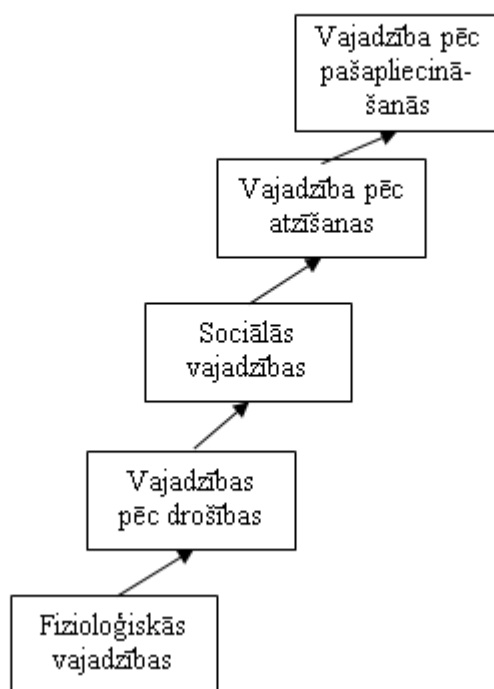 Vajadzība pēc
pašapliecinā-
šanās
Vajadzība pēc
atzīšanas
Sociālās
vajadzības
Vajadzības
pēc drošības
Fizioloģiskās
vajadzības